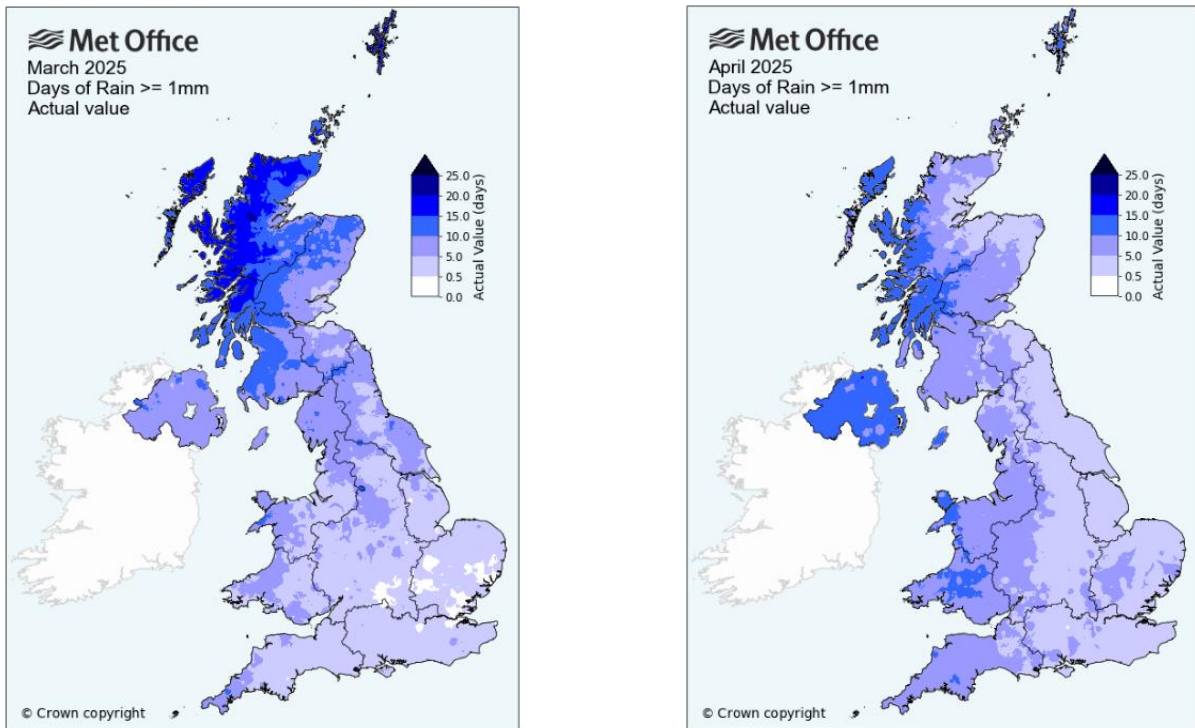 Met Office
March 2025
Days of Rain >= 1mm
Actual value
25.0
20.0
15.0
10.0
5.0
0.5
0.0
Actual Value (days)
© Crown copyright
Met Office
April 2025
Days of Rain >= 1mm
Actual value
25.0
20.0
15.0
10.0
5.0
0.5
0.0
Actual Value (days)
© Crown copyright